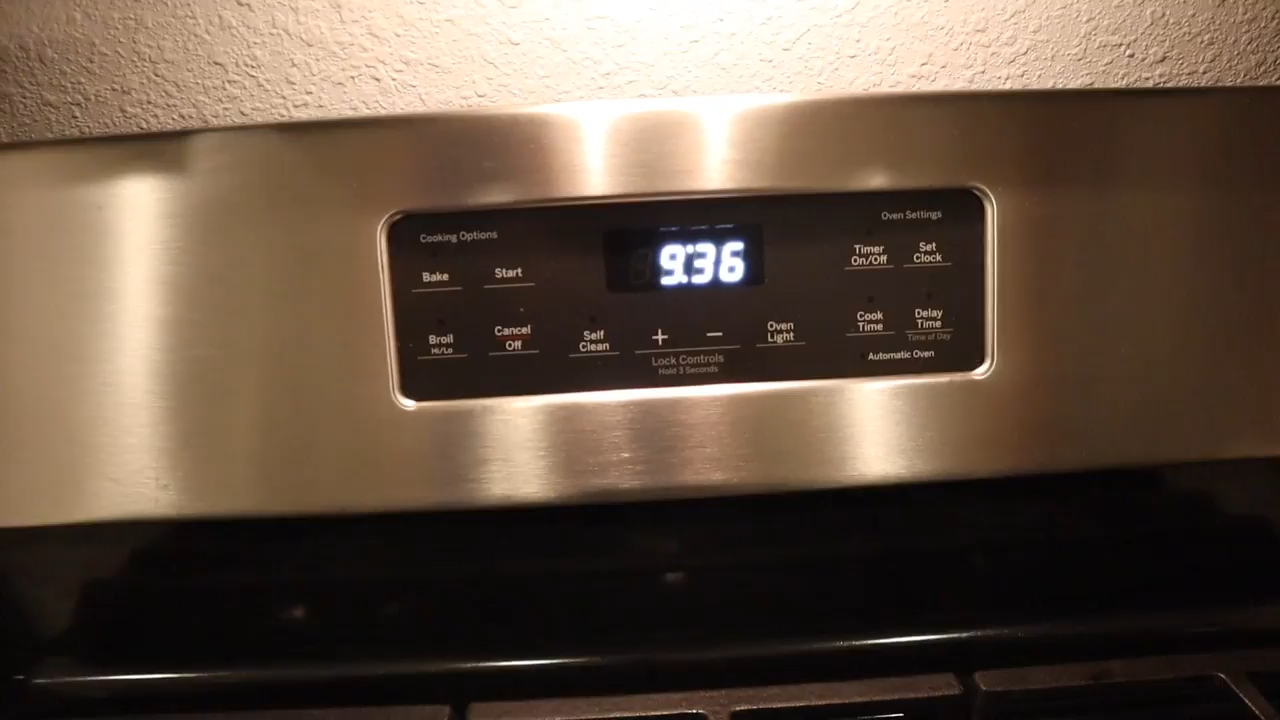 Cooking Options
Bake
Start
Broil
Hi/Lo
Cancel
Off
Self
Clean
9:36
+
−
Lock Controls
Hold 3 Seconds
Oven
Light
Oven Settings
Timer
On/Off
Set
Clock
Cook
Time
Delay
Time
Time of Day
Automatic Oven